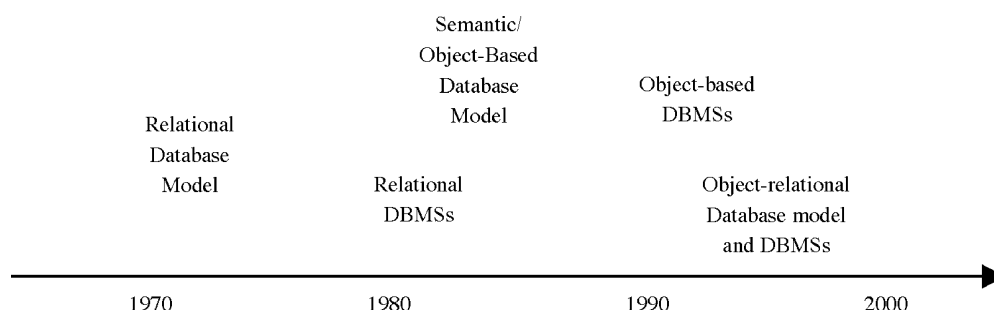 Semantic/
Object-Based
Database
Model
Object-based
DBMSs
Relational
Database
Model
Relational
DBMSs
Object-relational
Database model
and DBMSs
1970
1980
1990
2000